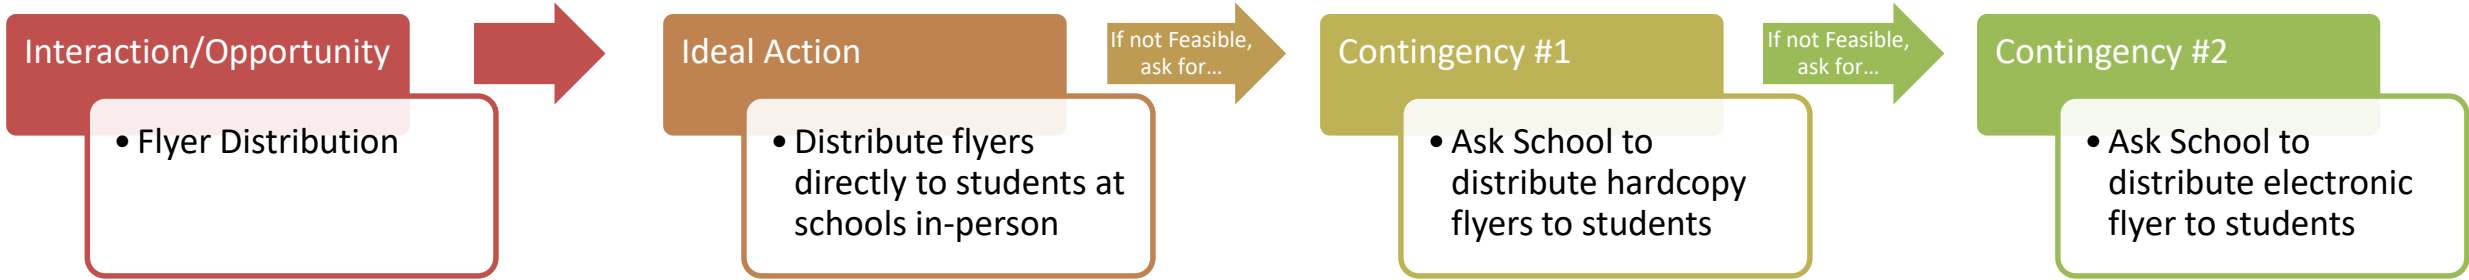 Interaction/Opportunity
• Flyer Distribution
Ideal Action
• Distribute flyers
directly to students at
schools in-person
If not Feasible,
ask for...
Contingency #1
• Ask School to
distribute hardcopy
flyers to students
If not Feasible,
ask for...
Contingency #2
• Ask School to
distribute electronic
flyer to students